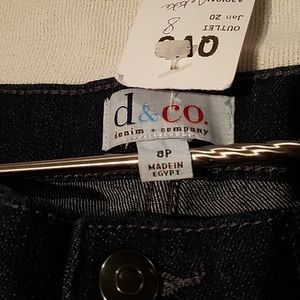 OUTLET
Jan 20
8
d&co.
denim + company
8P
MADE IN
EGYPT